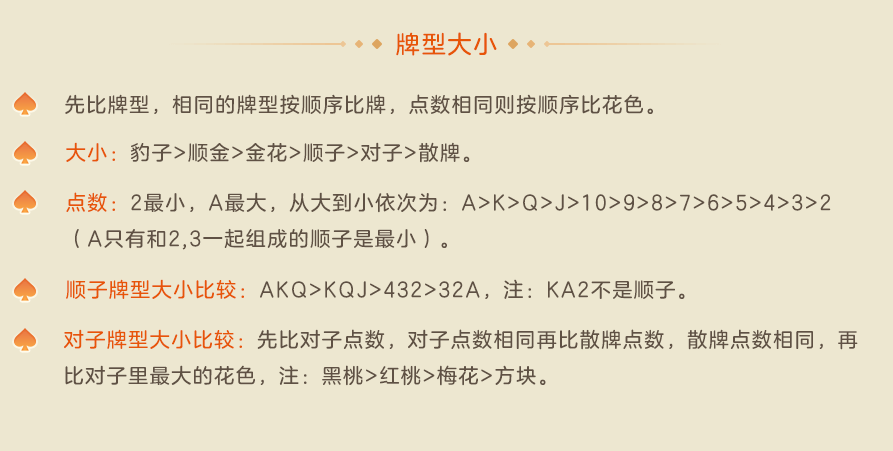 牌型大小
先比牌型，相同的牌型按顺序比牌，点数相同则按顺序比花色。
大小：豹子>顺金>金花>顺子>对子>散牌。
点数：2最小，A最大，从大到小依次为：A>K>Q>J>10>9>8>7>6>5>4>3>2
（A只有和2,3一起组成的顺子是最小）。
顺子牌型大小比较：AKQ>KQJ>432>32A，注：KA2不是顺子。
对子牌型大小比较：先比对子点数，对子点数相同再比散牌点数，散牌点数相同，再
比对子里最大的花色，注：黑桃>红桃>梅花>方块。